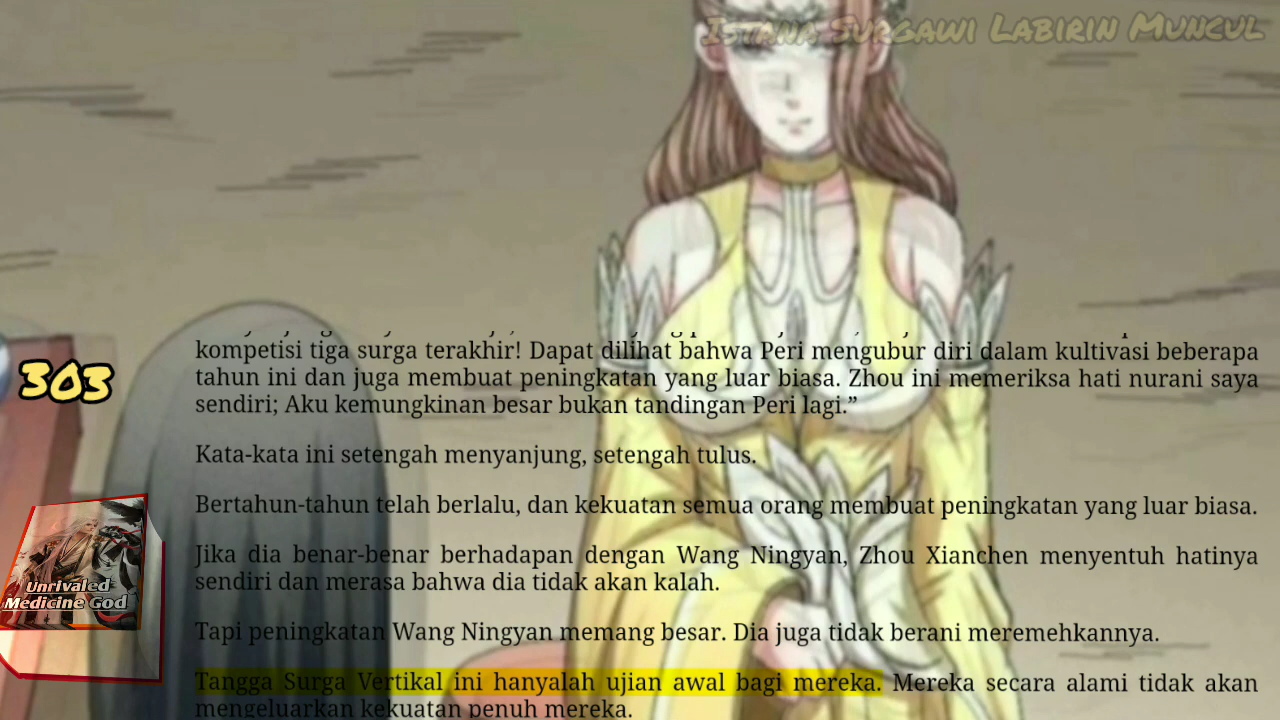 Istana Surgawi Labirin Muncul
kompetisi tiga surga terakhir! Dapat dilihat bahwa Peri mengubur diri dalam kultivasi beberapa
tahun ini dan juga membuat peningkatan yang luar biasa. Zhou ini memeriksa hati nurani saya
sendiri; Aku kemungkinan besar bukan tandingan Peri lagi.”
303
Kata-kata ini setengah menyanjung, setengah tulus.
Bertahun-tahun telah berlalu, dan kekuatan semua orang membuat peningkatan yang luar biasa.
Jika dia benar-benar berhadapan dengan Wang Ningyan, Zhou Xianchen menyentuh hatinya
sendiri dan merasa bahwa dia tidak akan kalah.
Unrivaled
Medicine God
Tapi peningkatan Wang Ningyan memang besar. Dia juga tidak berani meremehkannya.
Tangga Surga Vertikal ini hanyalah ujian awal bagi mereka. Mereka secara alami tidak akan
mengeluarkan kekuatan penuh mereka.